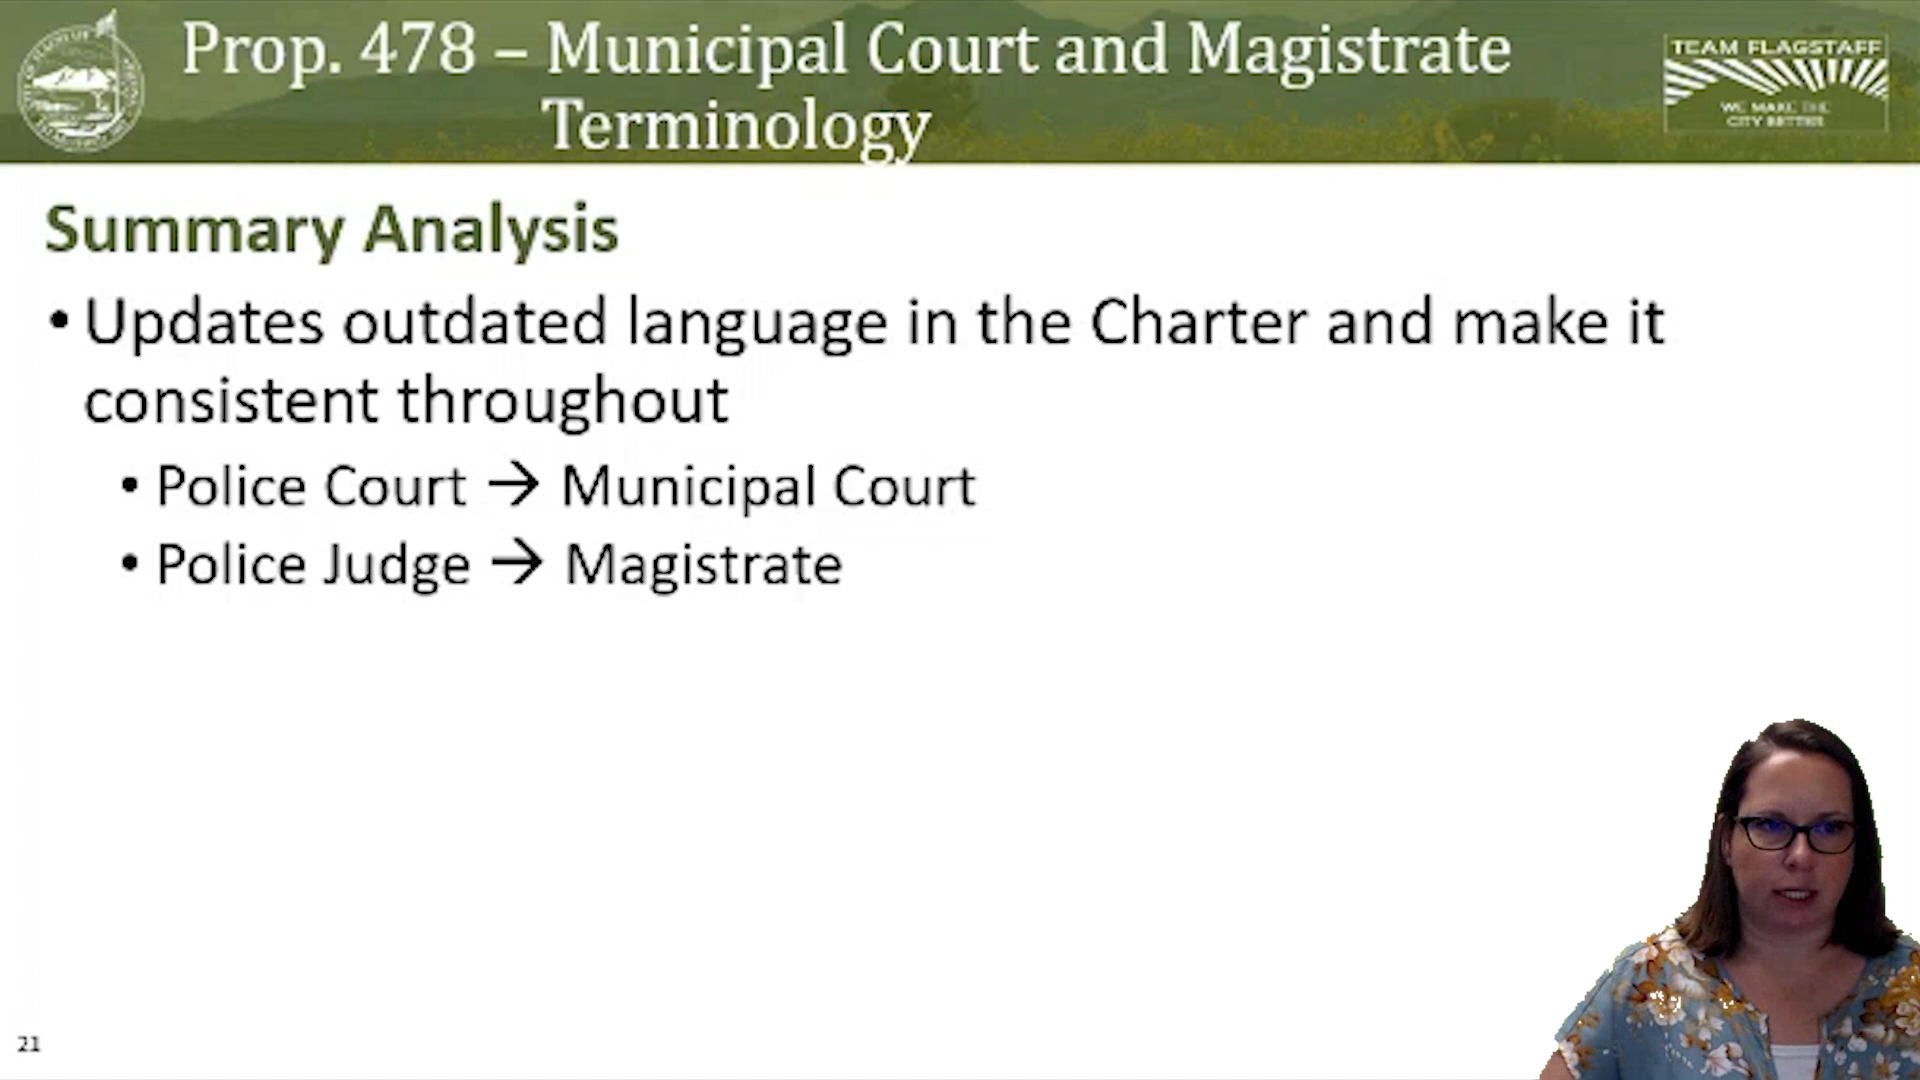 Prop. 478 – Municipal Court and Magistrate
Terminology
TEAM FLAGSTAFF
WE MAKE THE
CITY BETTER
Summary Analysis
• Updates outdated language in the Charter and make it
consistent throughout
• Police Court → Municipal Court
• Police Judge → Magistrate
21